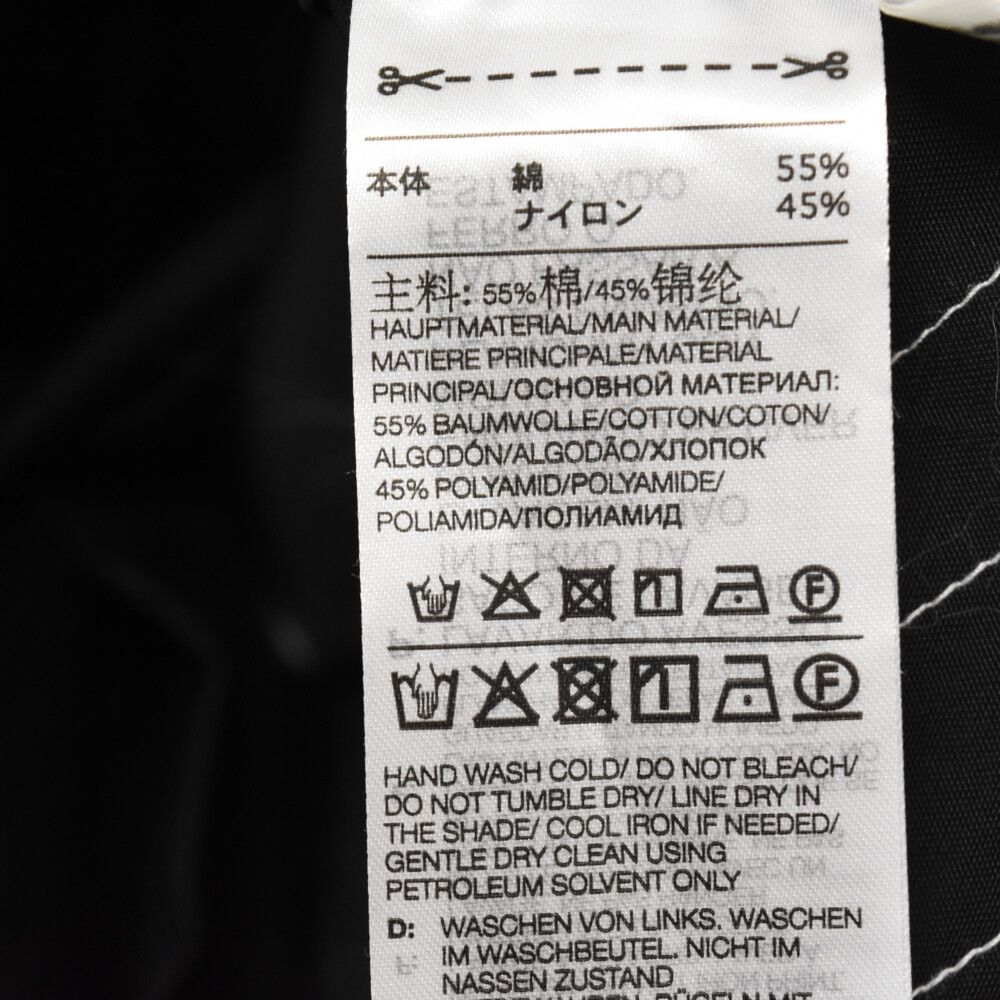 本体 綿 55%
ナイロン 45%
主料: 55%棉/45%锦纶
HAUPTMATERIAL/MAIN MATERIAL/
MATIERE PRINCIPALE/MATERIAL
PRINCIPAL/ОСНОВНОЙ МАТЕРИАЛ:
55% BAUMWOLLE/COTTON/COTON/
ALGODÓN/ALGODÃO/ХЛОПОК
45% POLYAMID/POLYAMIDE/
POLIAMIDA/ПОЛИАМИД
F
F
HAND WASH COLD/ DO NOT BLEACH/
DO NOT TUMBLE DRY/ LINE DRY IN
THE SHADE/ COOL IRON IF NEEDED/
GENTLE DRY CLEAN USING
PETROLEUM SOLVENT ONLY
D: WASCHEN VON LINKS. WASCHEN
IM WASCHBEUTEL. NICHT IM
NASSEN ZUSTAND